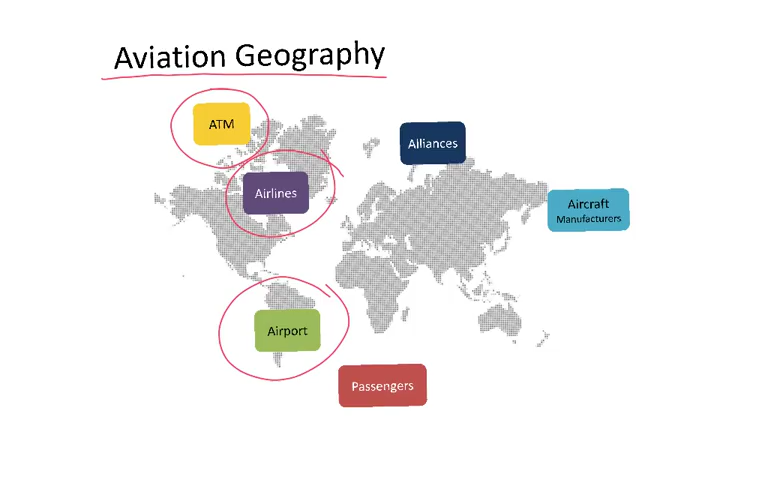 Aviation Geography
ATM
Alliances
Airlines
Aircraft
Manufacturers
Airport
Passengers